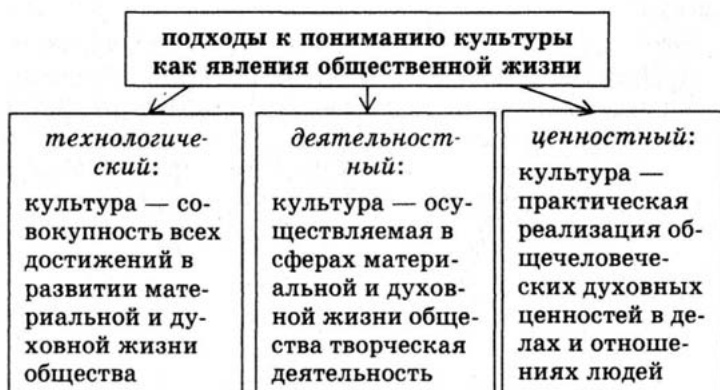 подходы к пониманию культуры
как явления общественной жизни
технологиче-
ский:
культура — со-
вокупность всех
достижений в
развитии мате-
риальной и ду-
ховной жизни
общества
деятельност-
ный:
культура — осу-
ществляемая в
сферах матери-
альной и духов-
ной жизни обще-
ства творческая
деятельность
ценностный:
культура —
практическая
реализация об-
щечеловече-
ских духовных
ценностей в де-
лах и отноше-
ниях людей